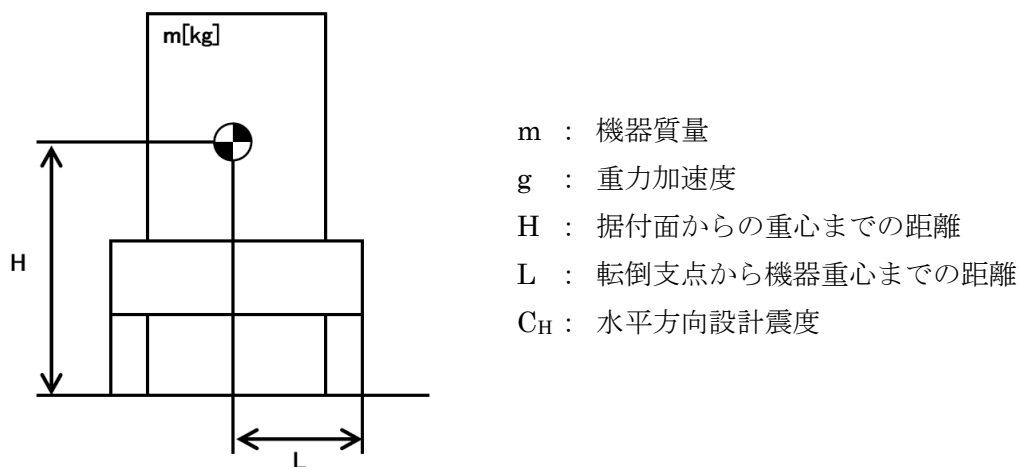 m[kg]
H
L
m : 機器質量
g : 重力加速度
H : 据付面からの重心までの距離
L : 転倒支点から機器重心までの距離
C_H : 水平方向設計震度